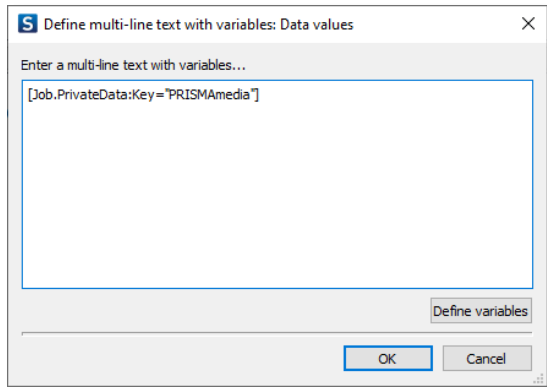 S Define multi-line text with variables: Data values
Enter a multi-line text with variables...
[Job.PrivateData:Key="PRISMAmedia"]
Define variables
OK Cancel